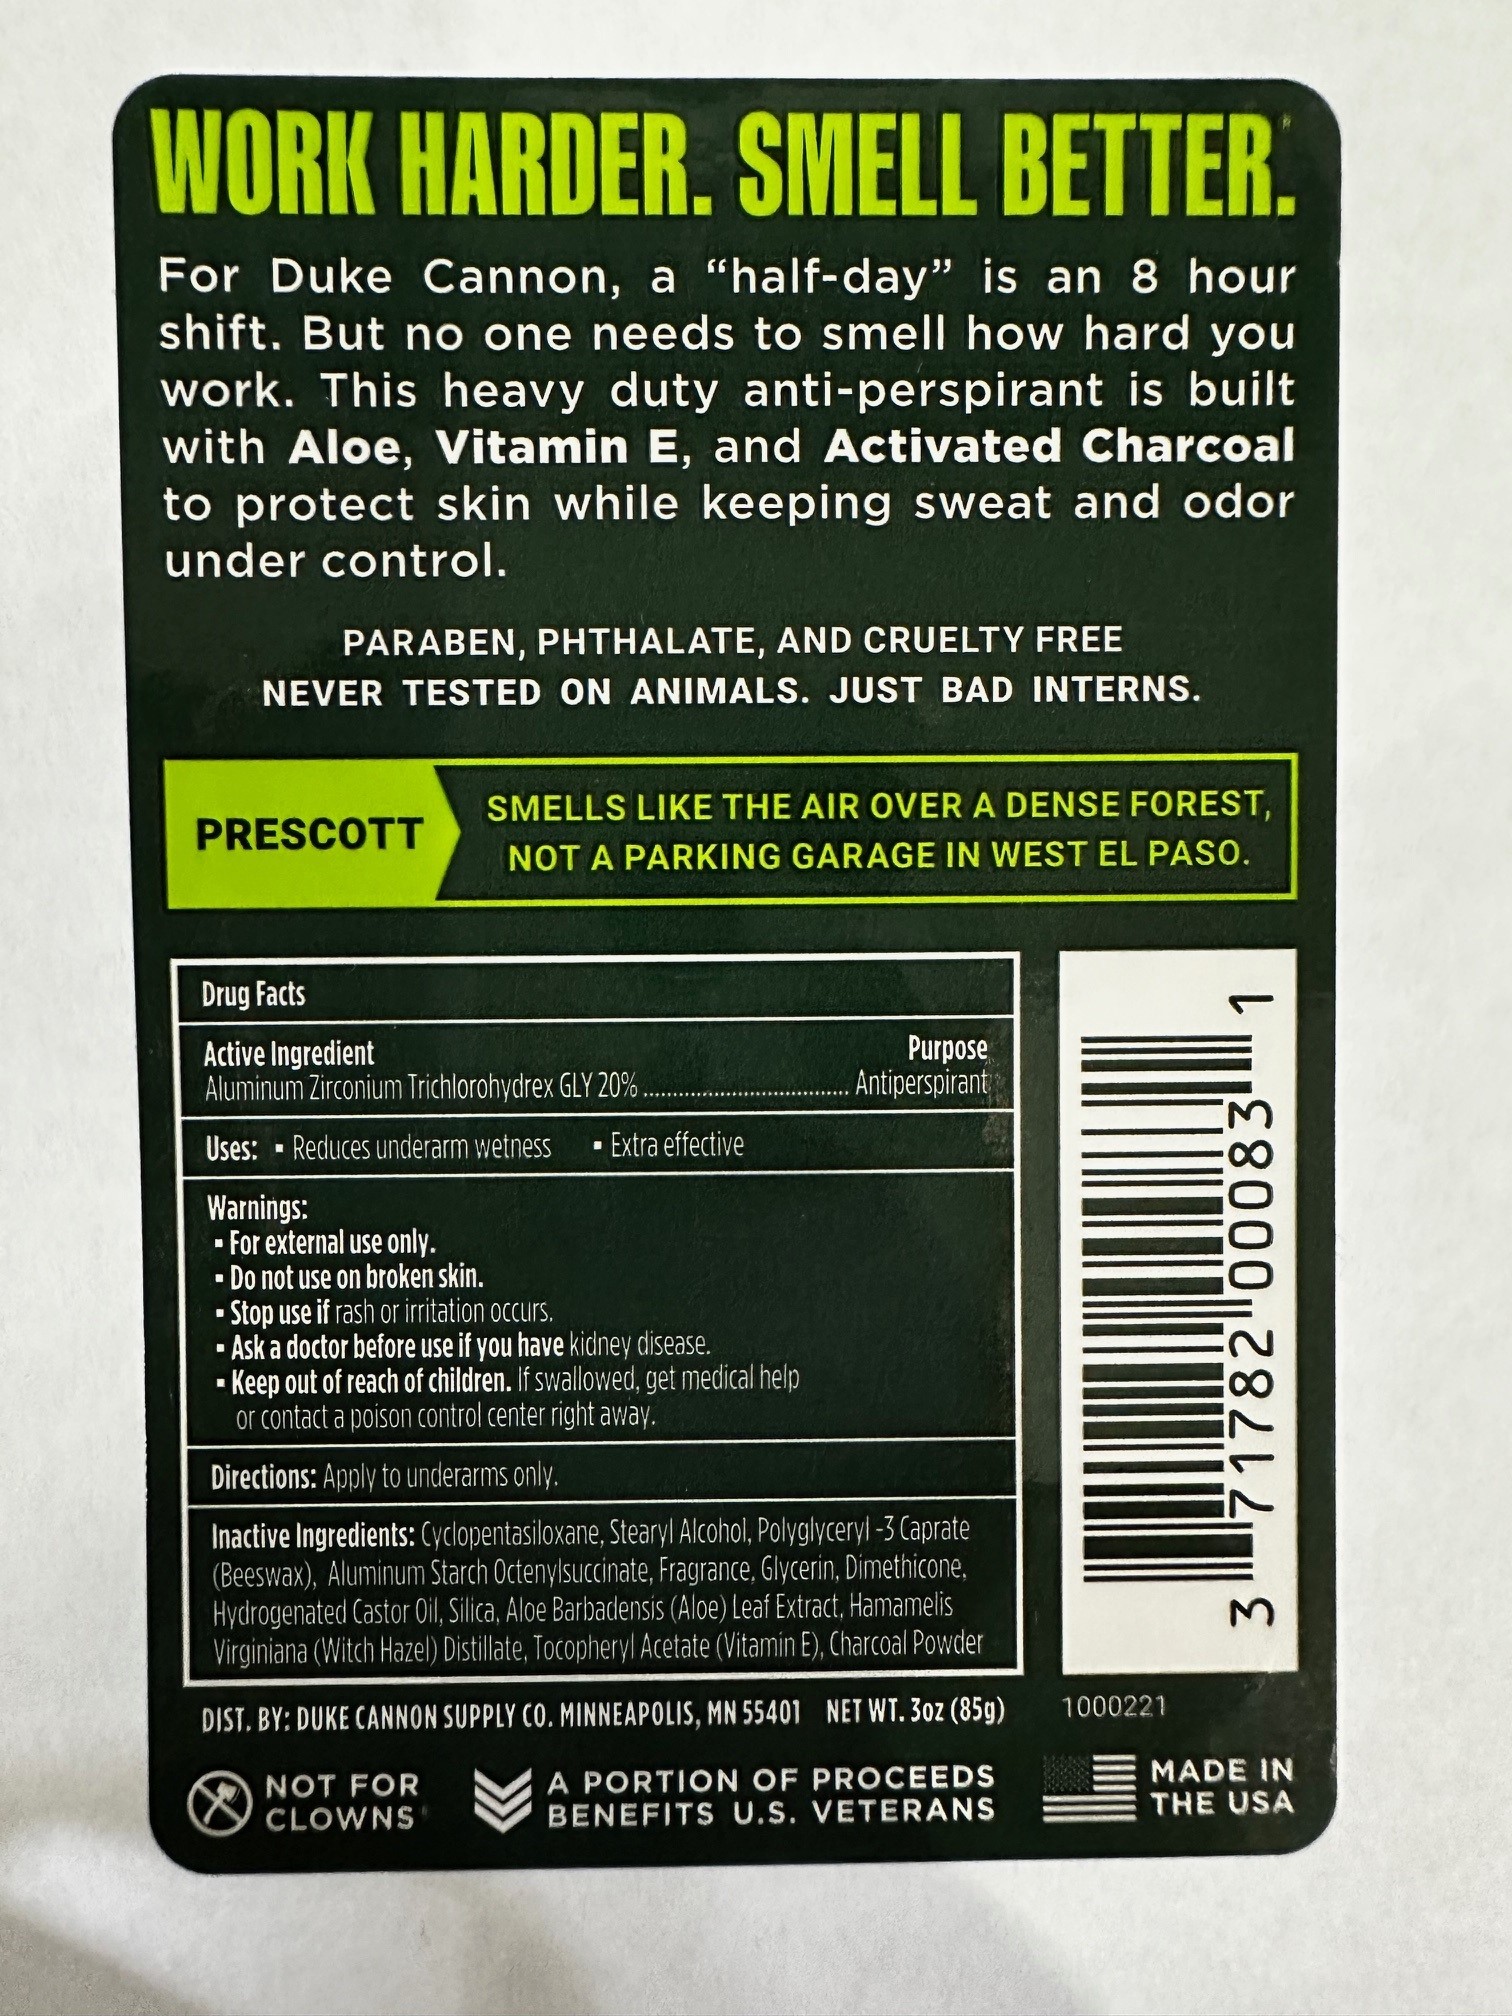 WORK HARDER. SMELL BETTER.
For Duke Cannon, a “half-day” is an 8 hour
shift. But no one needs to smell how hard you
work. This heavy duty anti-perspirant is built
with Aloe, Vitamin E, and Activated Charcoal
to protect skin while keeping sweat and odor
under control.
PARABEN, PHTHALATE, AND CRUELTY FREE
NEVER TESTED ON ANIMALS. JUST BAD INTERNS.
PRESCOTT
SMELLS LIKE THE AIR OVER A DENSE FOREST,
NOT A PARKING GARAGE IN WEST EL PASO.
Drug Facts
Active Ingredient Purpose
Aluminum Zirconium Trichlorohydrex GLY 20% .................................. Antiperspirant
Uses: ▪ Reduces underarm wetness ▪ Extra effective
Warnings:
▪ For external use only.
▪ Do not use on broken skin.
▪ Stop use if rash or irritation occurs.
▪ Ask a doctor before use if you have kidney disease.
▪ Keep out of reach of children. If swallowed, get medical help
or contact a poison control center right away.
Directions: Apply to underarms only.
Inactive Ingredients: Cyclopentasiloxane, Stearyl Alcohol, Polyglyceryl -3 Caprate
(Beeswax), Aluminum Starch Octenylsuccinate, Fragrance, Glycerin, Dimethicone,
Hydrogenated Castor Oil, Silica, Aloe Barbadensis (Aloe) Leaf Extract, Hamamelis
Virginiana (Witch Hazel) Distillate, Tocopheryl Acetate (Vitamin E), Charcoal Powder
3 71782 00083 1
DIST. BY: DUKE CANNON SUPPLY CO. MINNEAPOLIS, MN 55401 NET WT. 3oz (85g)
1000221
NOT FOR
CLOWNS
A PORTION OF PROCEEDS
BENEFITS U.S. VETERANS
MADE IN
THE USA